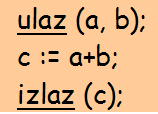 ulaz (a, b);
c := a+b;
izlaz (c);